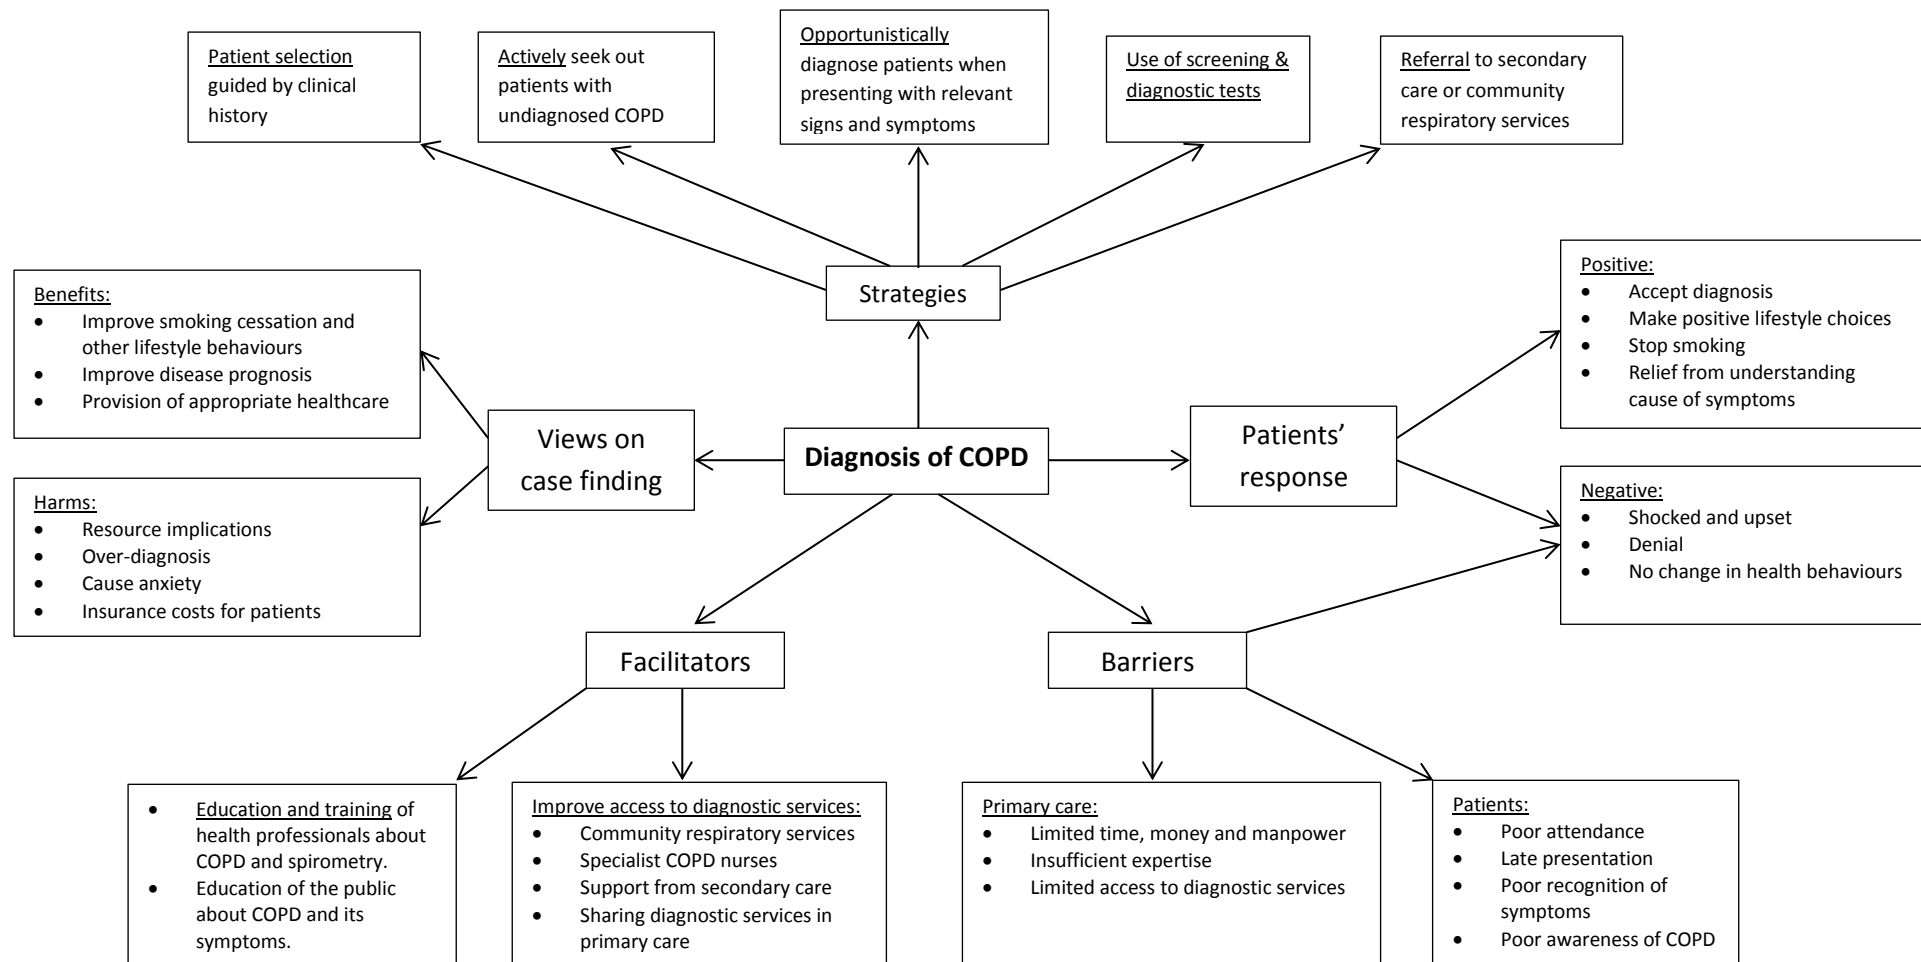 Patient selection
guided by clinical
history
Actively seek out
patients with
undiagnosed COPD
Opportunistically
diagnose patients when
presenting with relevant
signs and symptoms
Use of screening &
diagnostic tests
Referral to secondary
care or community
respiratory services
Strategies
Benefits:
• Improve smoking cessation and
other lifestyle behaviours
• Improve disease prognosis
• Provision of appropriate healthcare
Positive:
• Accept diagnosis
• Make positive lifestyle choices
• Stop smoking
• Relief from understanding
cause of symptoms
Views on
case finding
Diagnosis of COPD
Patients’
response
Harms:
• Resource implications
• Over-diagnosis
• Cause anxiety
• Insurance costs for patients
Negative:
• Shocked and upset
• Denial
• No change in health behaviours
Facilitators
Barriers
• Education and training of
health professionals about
COPD and spirometry.
• Education of the public
about COPD and its
symptoms.
Improve access to diagnostic services:
• Community respiratory services
• Specialist COPD nurses
• Support from secondary care
• Sharing diagnostic services in
primary care
Primary care:
• Limited time, money and manpower
• Insufficient expertise
• Limited access to diagnostic services
Patients:
• Poor attendance
• Late presentation
• Poor recognition of
symptoms
• Poor awareness of COPD